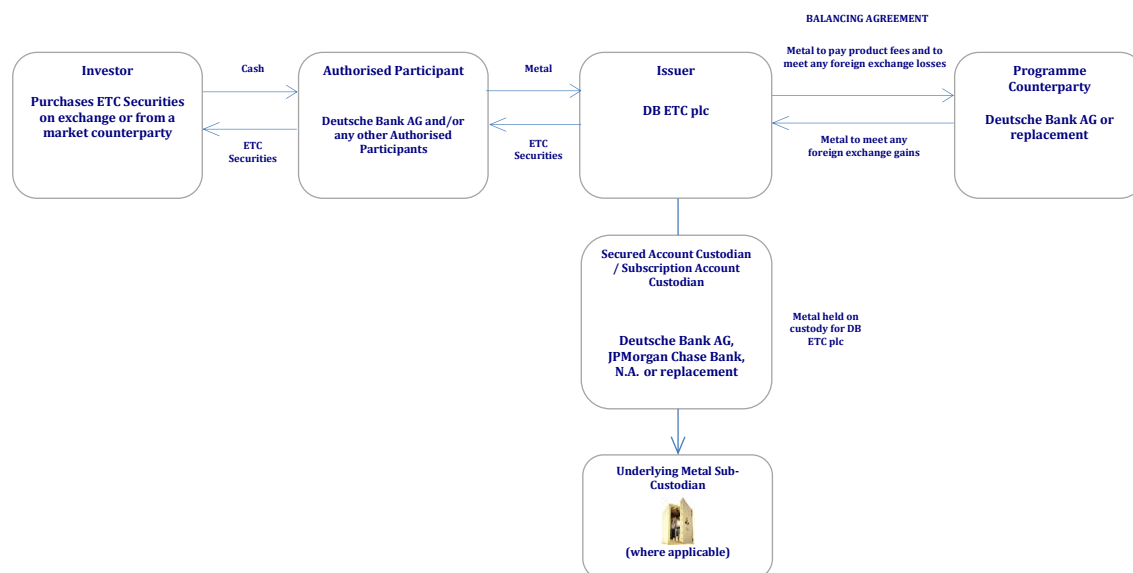 BALANCING AGREEMENT
Investor
Purchases ETC Securities
on exchange or from a
market counterparty
Cash
ETC
Securities
Authorised Participant
Deutsche Bank AG and/or
any other Authorised
Participants
Metal
ETC
Securities
Issuer
DB ETC plc
Metal to pay product fees and to
meet any foreign exchange losses
Metal to meet any
foreign exchange gains
Programme
Counterparty
Deutsche Bank AG or
replacement
Secured Account Custodian
/ Subscription Account
Custodian
Deutsche Bank AG,
JPMorgan Chase Bank,
N.A. or replacement
Metal held on
custody for DB
ETC plc
Underlying Metal Sub-
Custodian
(where applicable)